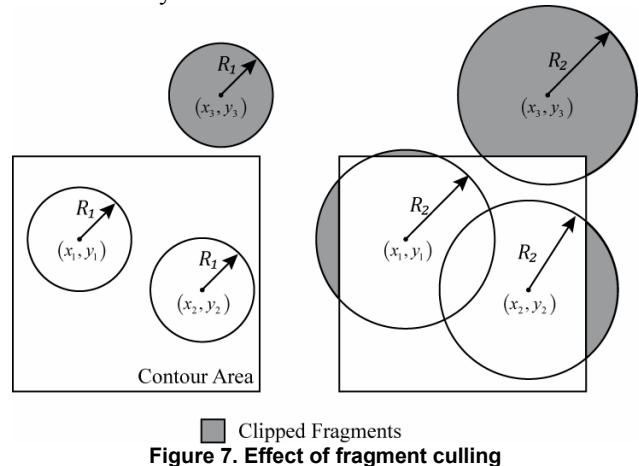 R₁
(x₃, y₃)
R₂
(x₃, y₃)
R₁
(x₁, y₁)
R₁
(x₂, y₂)
Contour Area
R₂
(x₁, y₁)
R₂
(x₂, y₂)
Clipped Fragments
Figure 7. Effect of fragment culling